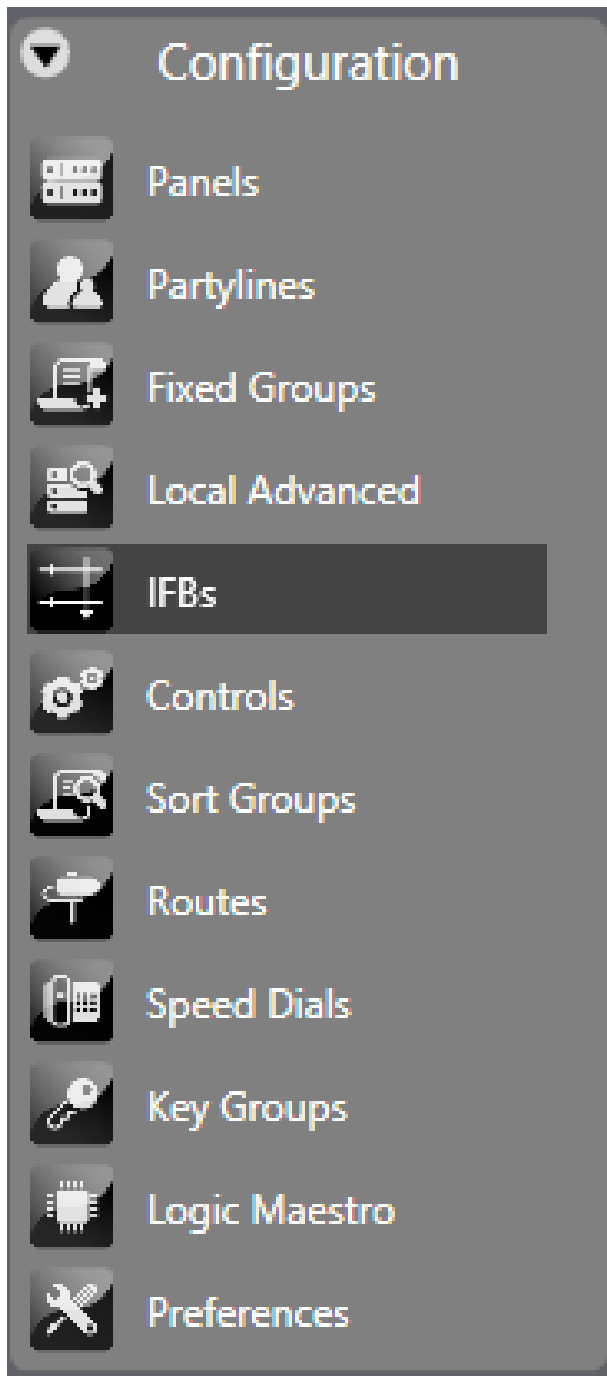 Configuration
Panels
Partylines
Fixed Groups
Local Advanced
IFBs
Controls
Sort Groups
Routes
Speed Dials
Key Groups
Logic Maestro
Preferences